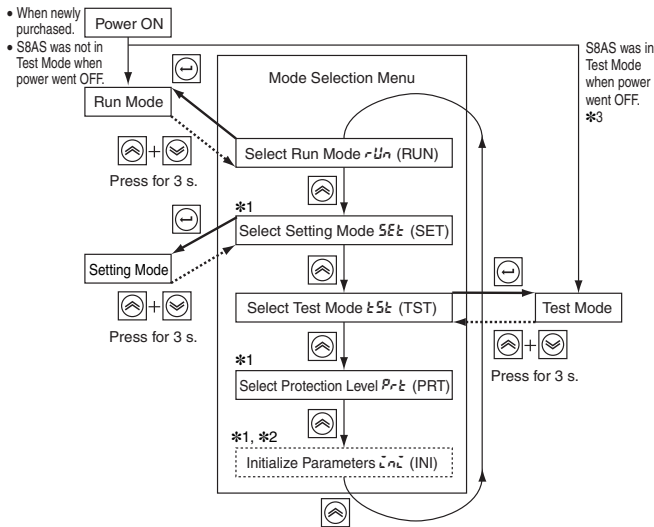 • When newly
purchased.
• S8AS was not in
Test Mode when
power went OFF.
Power ON
S8AS was in
Test Mode
when power
went OFF.
✻3
Mode Selection Menu
Run Mode
Select Run Mode rUn (RUN)
+
Press for 3 s.
✻1
Select Setting Mode SEt (SET)
Setting Mode
+
Press for 3 s.
Select Test Mode tSt (TST)
Test Mode
+
Press for 3 s.
✻1
Select Protection Level Prt (PRT)
✻1, ✻2
Initialize Parameters ini (INI)